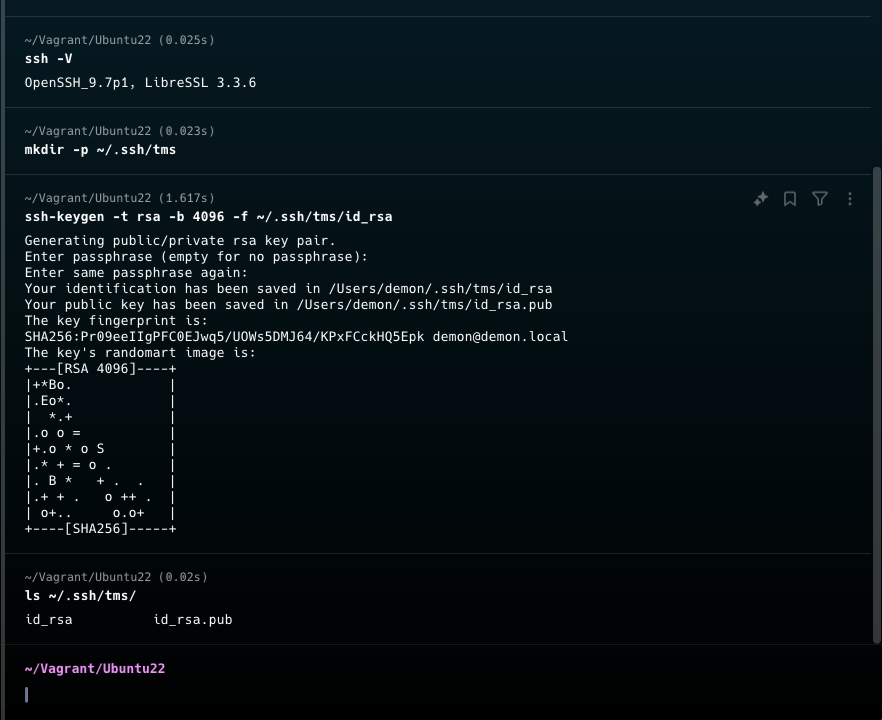 ~/Vagrant/Ubuntu22 (0.025s)
ssh -V
OpenSSH_9.7p1, LibreSSL 3.3.6
~/Vagrant/Ubuntu22 (0.023s)
mkdir -p ~/.ssh/tms
~/Vagrant/Ubuntu22 (1.617s)
ssh-keygen -t rsa -b 4096 -f ~/.ssh/tms/id_rsa
Generating public/private rsa key pair.
Enter passphrase (empty for no passphrase):
Enter same passphrase again:
Your identification has been saved in /Users/demon/.ssh/tms/id_rsa
Your public key has been saved in /Users/demon/.ssh/tms/id_rsa.pub
The key fingerprint is:
SHA256:Pr09eeIIgPFC0EJwq5/UOWs5DMJ64/KPxFCckHQ5Epk demon@demon.local
The key's randomart image is:
+---[RSA 4096]----+
|+*Bo.            |
|.Eo*.            |
|  *.+            |
|.o o =           |
|+.o * o S        |
|.* + = o .       |
|. B *   + .  .   |
|.+ + .   o ++ .  |
| o+..     o.o+   |
+----[SHA256]-----+
~/Vagrant/Ubuntu22 (0.02s)
ls ~/.ssh/tms/
id_rsa          id_rsa.pub
~/Vagrant/Ubuntu22